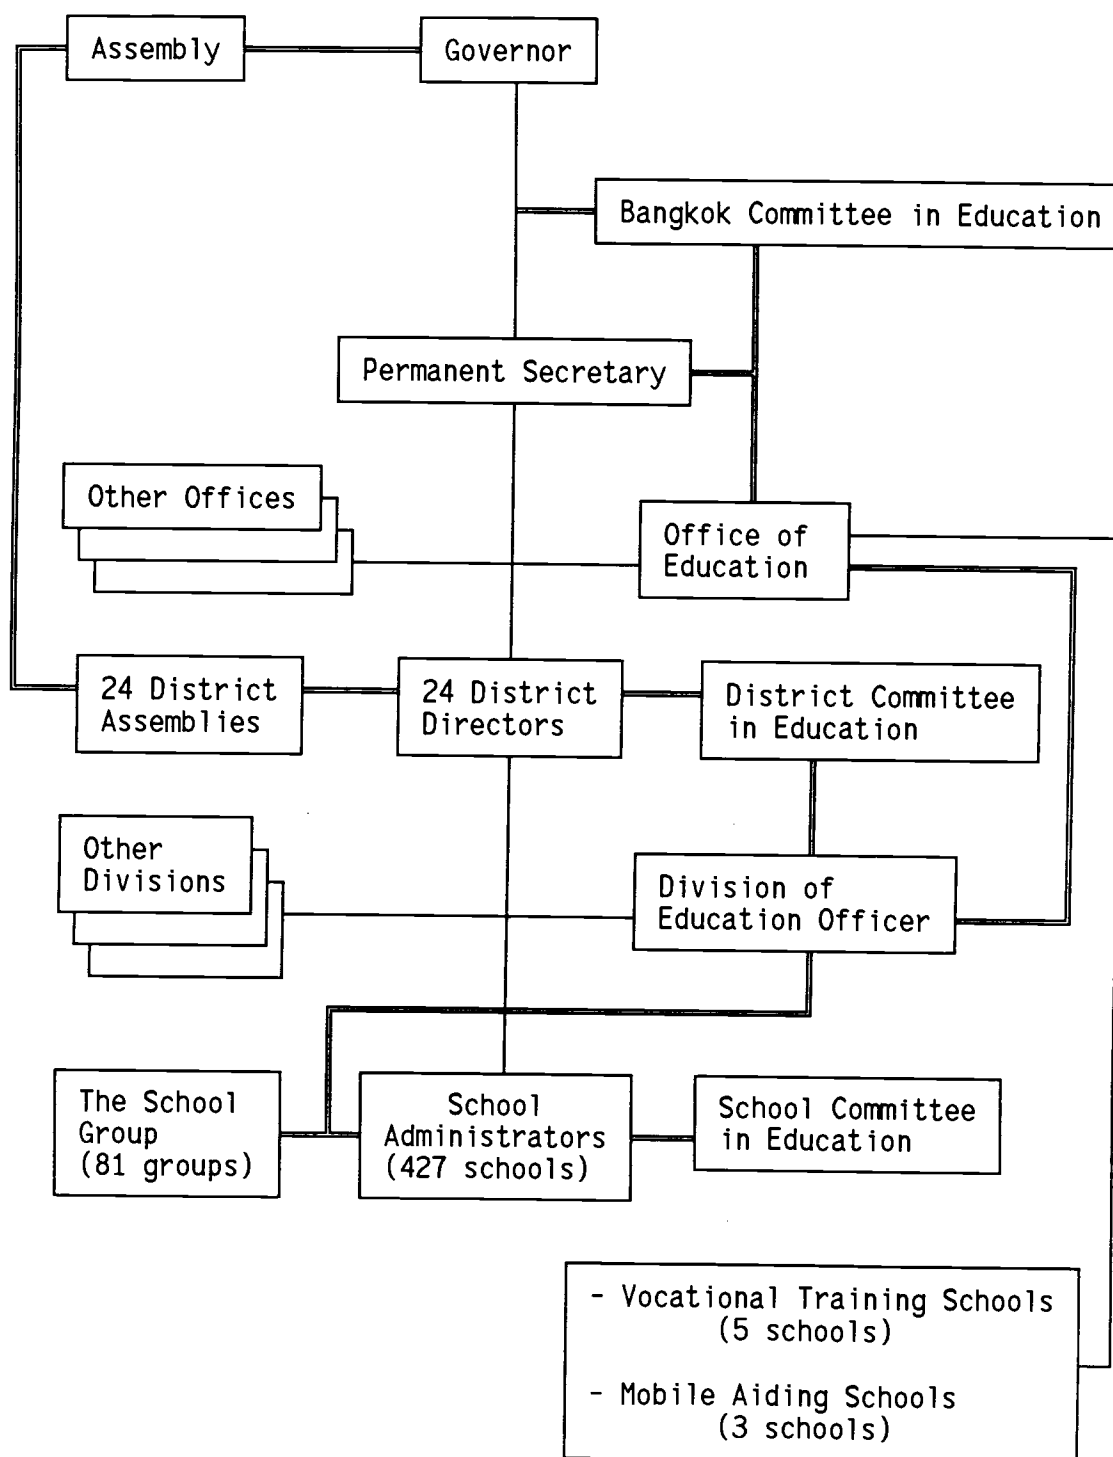 Assembly
Governor
Bangkok Committee in Education
Permanent Secretary
Other Offices
Office of
Education
24 District
Assemblies
24 District
Directors
District Committee
in Education
Other
Divisions
Division of
Education Officer
The School
Group
(81 groups)
School
Administrators
(427 schools)
School Committee
in Education
- Vocational Training Schools
(5 schools)
- Mobile Aiding Schools
(3 schools)